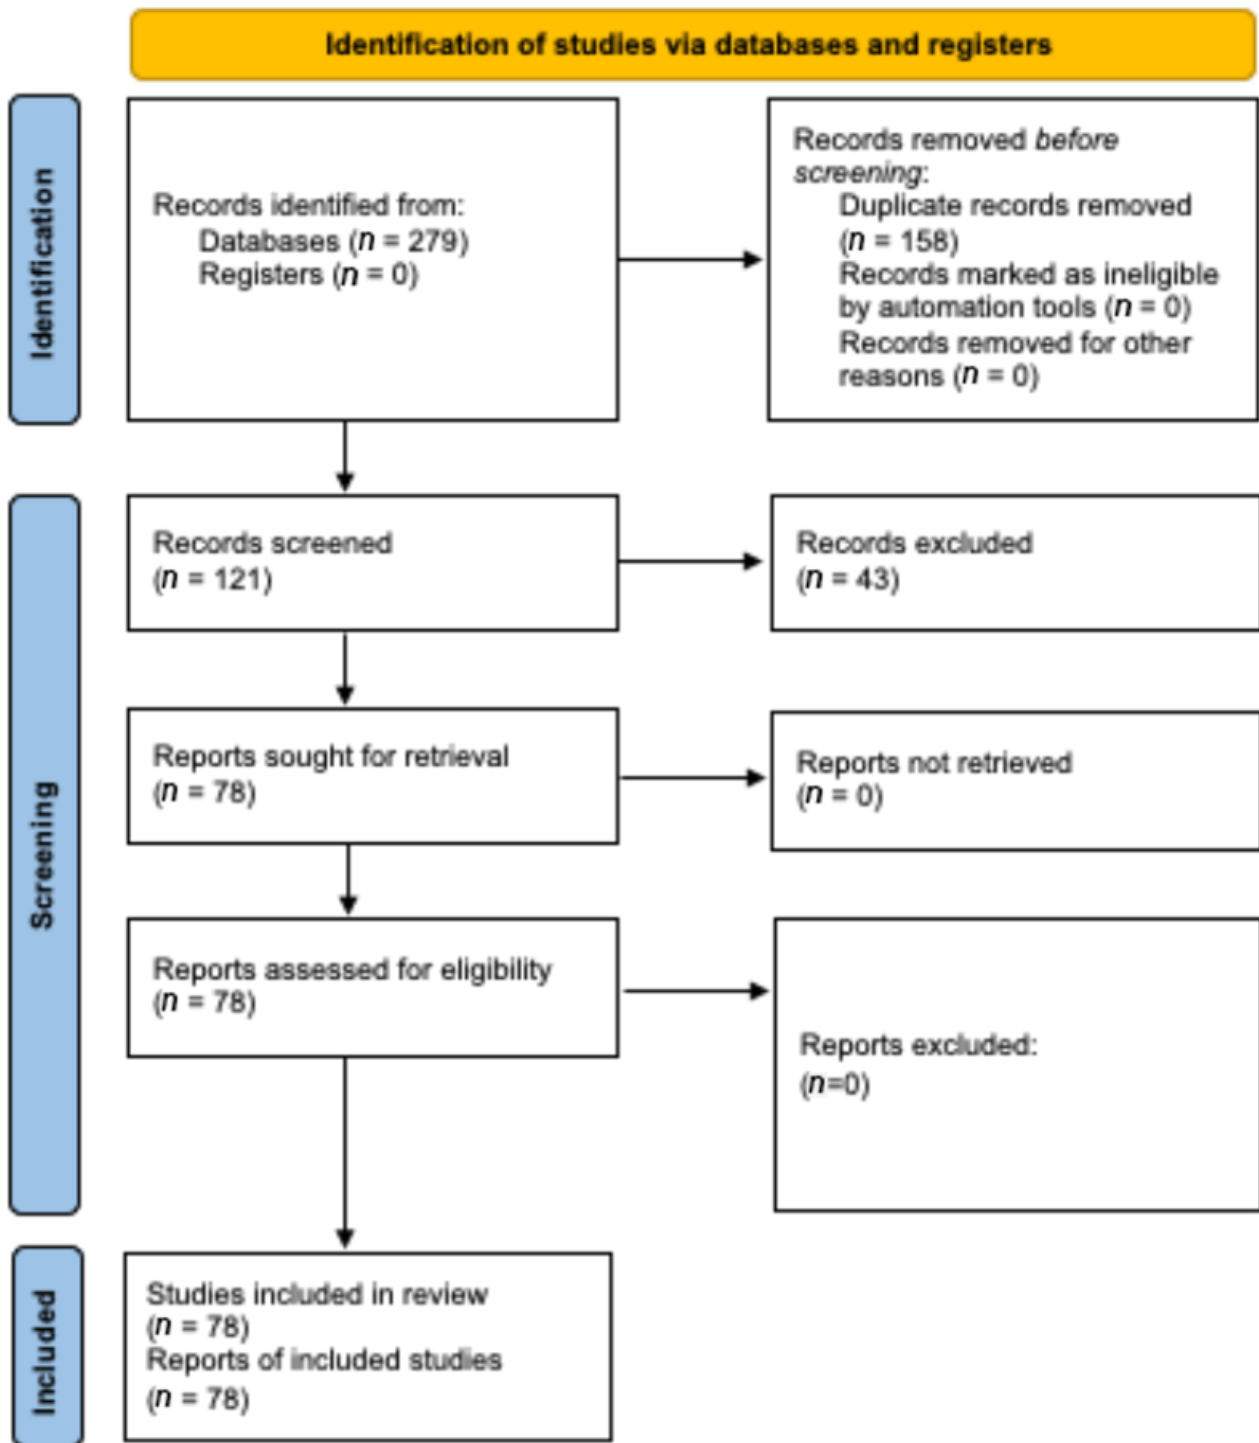 Identification of studies via databases and registers
Identification
Records identified from:
Databases (n = 279)
Registers (n = 0)
Records removed before
screening:
Duplicate records removed
(n = 158)
Records marked as ineligible
by automation tools (n = 0)
Records removed for other
reasons (n = 0)
Screening
Records screened
(n = 121)
Records excluded
(n = 43)
Reports sought for retrieval
(n = 78)
Reports not retrieved
(n = 0)
Reports assessed for eligibility
(n = 78)
Reports excluded:
(n=0)
Included
Studies included in review
(n = 78)
Reports of included studies
(n = 78)